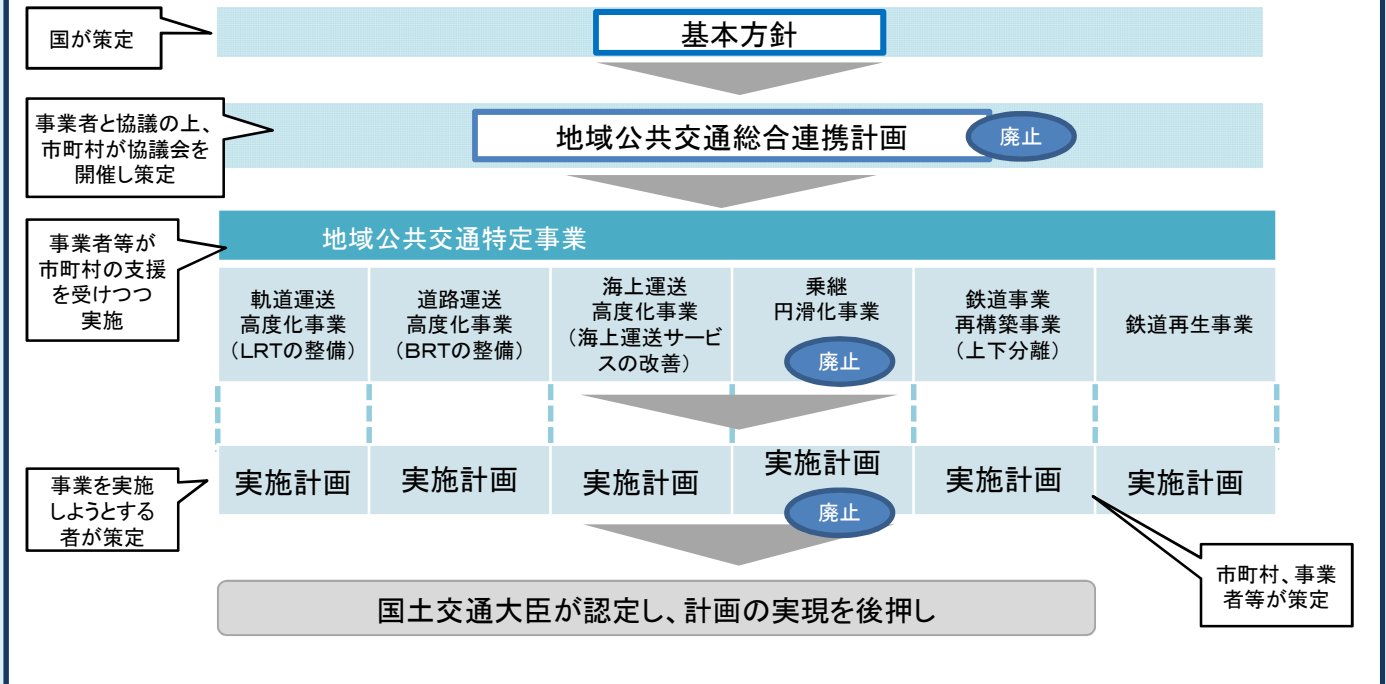 国が策定
基本方針
事業者と協議の上、
市町村が協議会を
開催し策定
地域公共交通総合連携計画
廃止
事業者等が
市町村の支援
を受けつつ
実施
地域公共交通特定事業
軌道運送
高度化事業
(LRTの整備)
道路運送
高度化事業
(BRTの整備)
海上運送
高度化事業
(海上運送サービ
スの改善)
乗継
円滑化事業
廃止
鉄道事業
再構築事業
(上下分離)
鉄道再生事業
事業を実施
しようとする
者が策定
実施計画
実施計画
実施計画
実施計画
廃止
実施計画
実施計画
市町村、事業
者等が策定
国土交通大臣が認定し、計画の実現を後押し